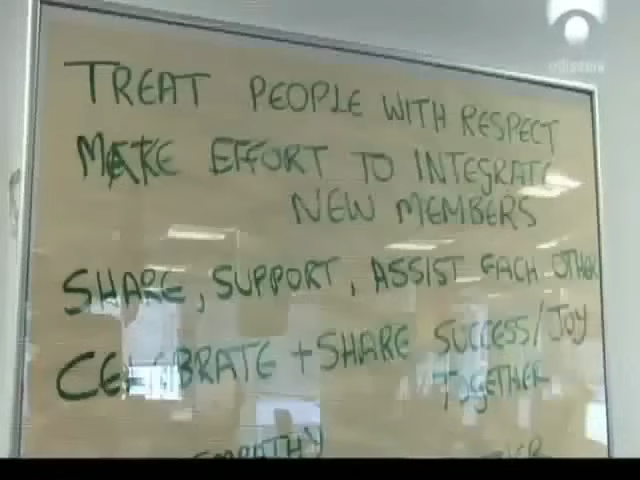 TREAT PEOPLE WITH RESPECT
MAKE EFFORT TO INTEGRATE
NEW MEMBERS
SHARE, SUPPORT, ASSIST EACH OTHER
CELEBRATE + SHARE SUCCESS/JOY
TOGETHER
EMPATHY